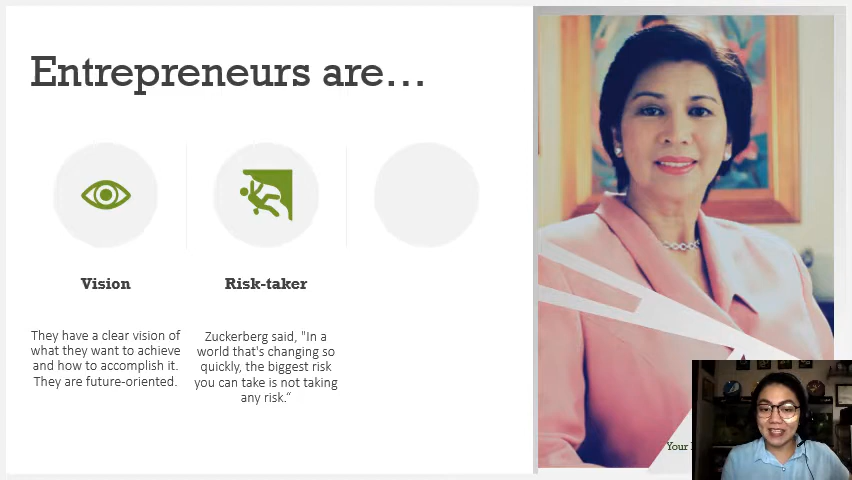 Entrepreneurs are...
Vision
Risk-taker
They have a clear vision of
what they want to achieve
and how to accomplish it.
They are future-oriented.
Zuckerberg said, "In a
world that's changing so
quickly, the biggest risk
you can take is not taking
any risk.“
Your